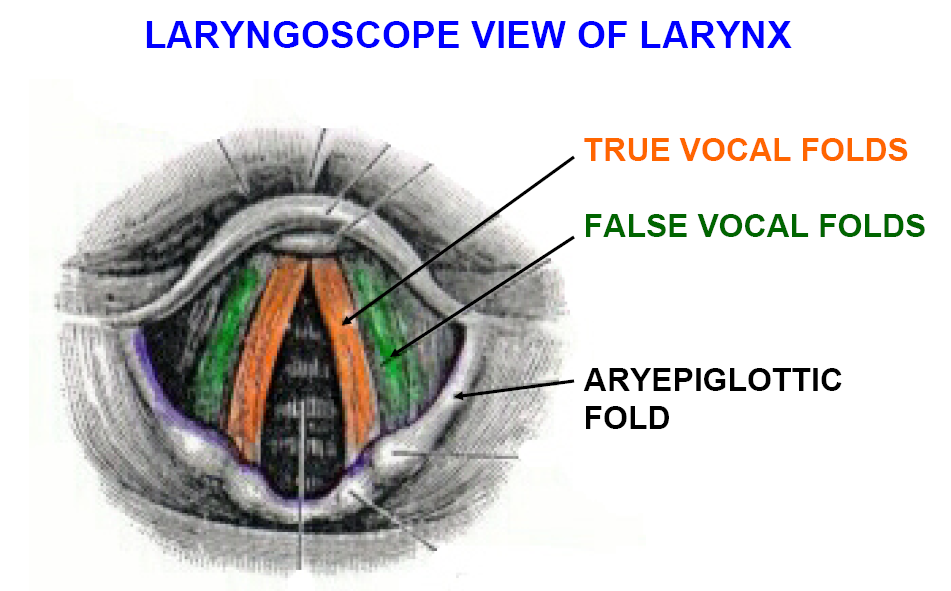 LARYNGOSCOPE VIEW OF LARYNX
TRUE VOCAL FOLDS
FALSE VOCAL FOLDS
ARYEPIGLOTTIC
FOLD